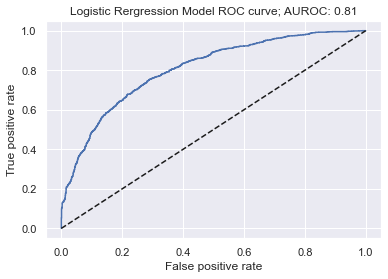 Logistic Rergression Model ROC curve; AUROC: 0.81
True positive rate
1.0
0.8
0.6
0.4
0.2
0.0
0.0 0.2 0.4 0.6 0.8 1.0
False positive rate